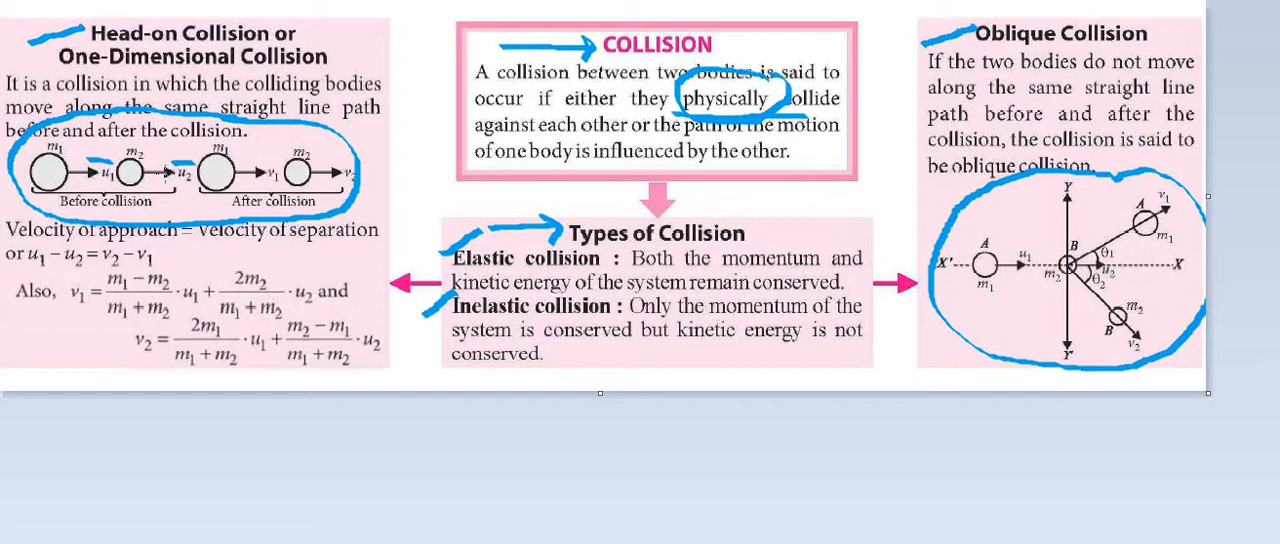 Head-on Collision or
One-Dimensional Collision
It is a collision in which the colliding bodies
move along the same straight line path
before and after the collision.
m₁ m₂ m₁ m₂
u₁ u₂ v₁ v₂
Before collision After collision
Velocity of approach = Velocity of separation
or u₁ – u₂ = v₂ – v₁
Also, v₁ = (m₁ – m₂)/(m₁ + m₂) · u₁ + 2m₂/(m₁ + m₂) · u₂ and
v₂ = 2m₁/(m₁ + m₂) · u₁ + (m₂ – m₁)/(m₁ + m₂) · u₂
COLLISION
A collision between two bodies is said to
occur if either they physically collide
against each other or the path of the motion
of one body is influenced by the other.
Types of Collision
Elastic collision : Both the momentum and
kinetic energy of the system remain conserved.
Inelastic collision : Only the momentum of the
system is conserved but kinetic energy is not
conserved.
Oblique Collision
If the two bodies do not move
along the same straight line
path before and after the
collision, the collision is said to
be oblique collision.
Y
v₁
A
m₁
A
B
u₁
θ₁
X'
X
m₁
m₂
u₂
θ₂
m₂
B
v₂
Y'